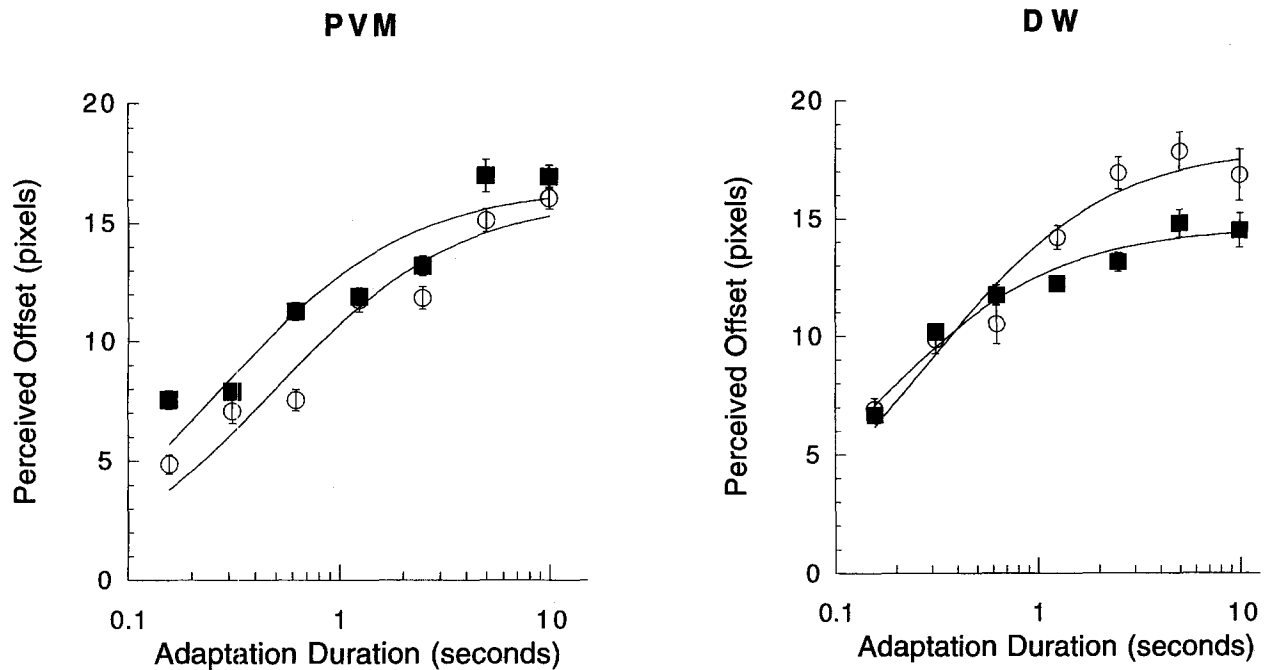 PVM
20
15
10
5
0
0.1
1
10
Perceived Offset (pixels)
Adaptation Duration (seconds)
DW
20
15
10
5
0
0.1
1
10
Perceived Offset (pixels)
Adaptation Duration (seconds)